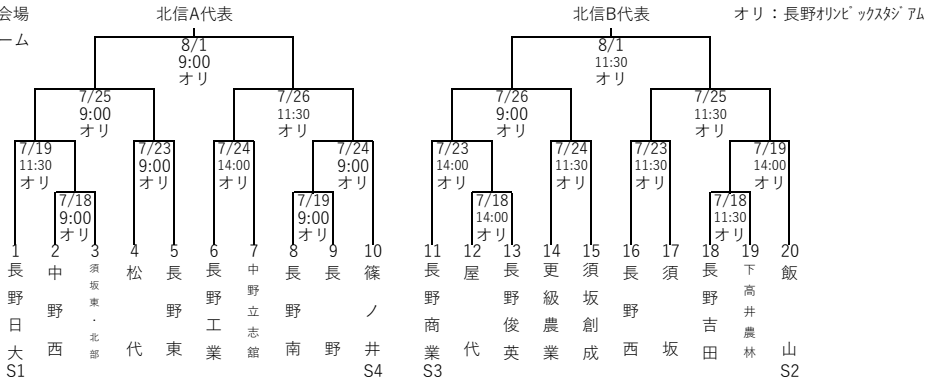 会場 北信A代表 北信B代表 オリ：長野ｵﾘﾝﾋﾟｯｸｽﾀｼﾞｱﾑ
ーム
8/1 8/1
9:00 11:30
オリ オリ
7/25 7/26 7/26 7/25
9:00 11:30 9:00 11:30
オリ オリ オリ オリ
7/19 7/23 7/24 7/24 7/23 7/24 7/23 7/19
11:30 9:00 14:00 9:00 14:00 11:30 11:30 14:00
オリ オリ オリ オリ オリ オリ オリ オリ
7/18 7/19 7/18 7/18
9:00 9:00 14:00 11:30
オリ オリ オリ オリ
1 2 3 4 5 6 7 8 9 10 11 12 13 14 15 16 17 18 19 20
長野日大
中野西
須坂東・北部
松代
長野東
長野工業
中野立志館
長野南
長野
篠ノ井
長野商業
屋代
長野俊英
更級農業
須坂創成
長野西
須坂
長野吉田
下高井農林
飯山
S1 S4 S3 S2